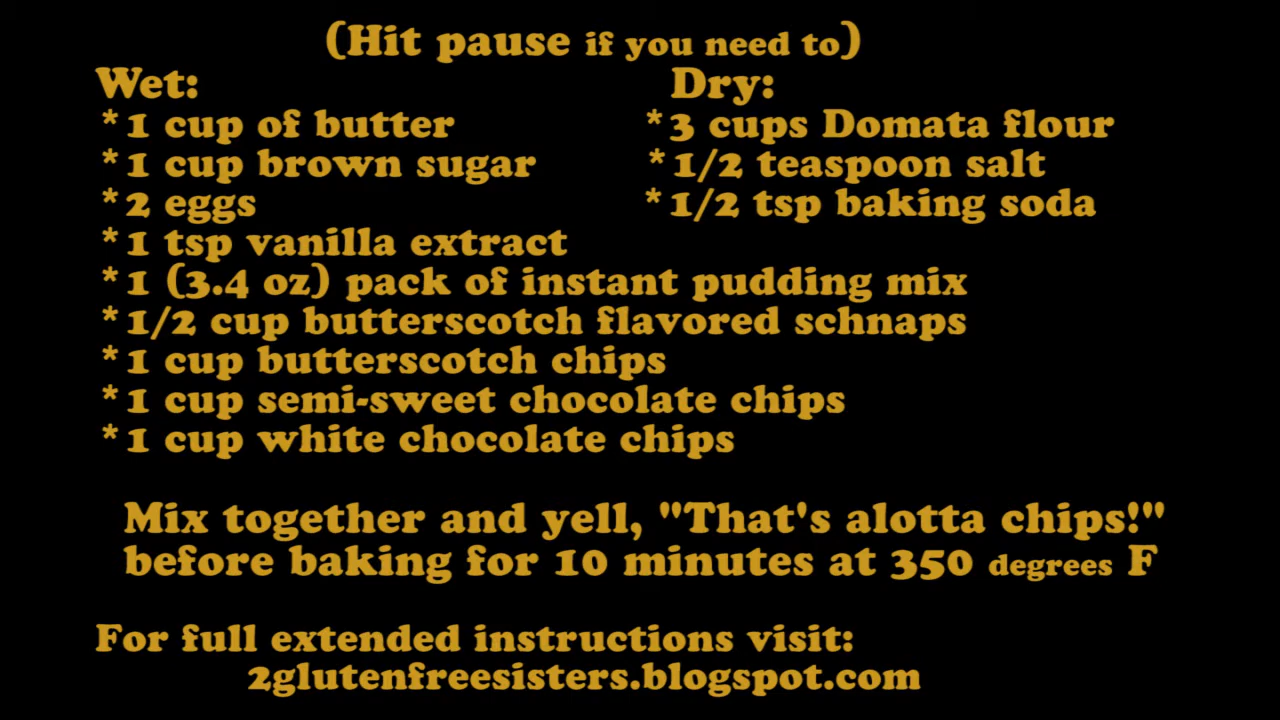 (Hit pause if you need to)
Wet:
*1 cup of butter
*1 cup brown sugar
*2 eggs
*1 tsp vanilla extract
*1 (3.4 oz) pack of instant pudding mix
*1/2 cup butterscotch flavored schnaps
*1 cup butterscotch chips
*1 cup semi-sweet chocolate chips
*1 cup white chocolate chips
Dry:
*3 cups Domata flour
*1/2 teaspoon salt
*1/2 tsp baking soda
Mix together and yell, "That's alotta chips!"
before baking for 10 minutes at 350 degrees F
For full extended instructions visit:
2glutenfreesisters.blogspot.com